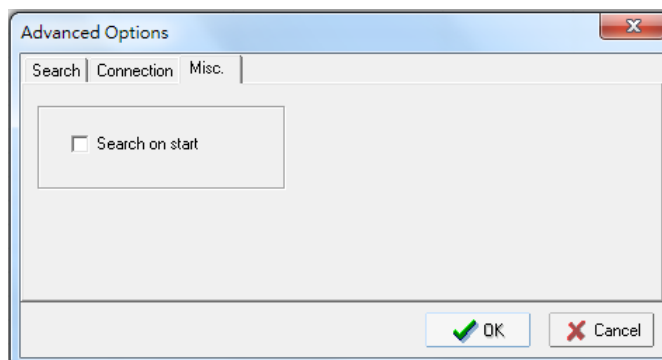 Advanced Options
Search Connection Misc.
Search on start
OK Cancel